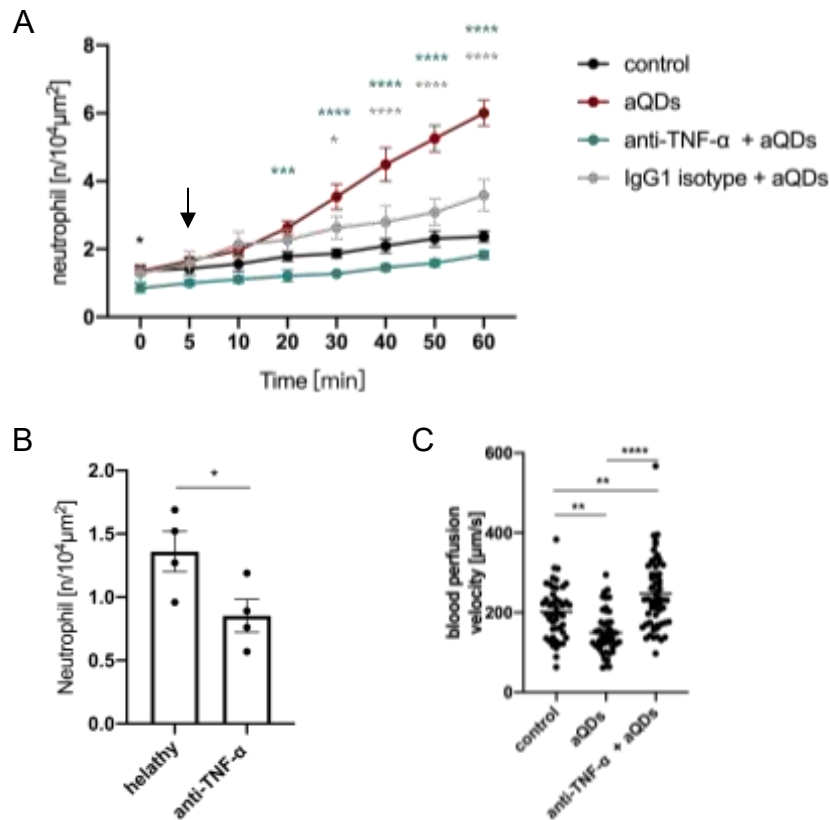 A
neutrophil [n/10⁴μm²]
8
6
4
2
0
*
***
****
*
****
****
****
****
****
****
0 5 10 20 30 40 50 60
Time [min]
control
aQDs
anti-TNF-α + aQDs
IgG1 isotype + aQDs
B
Neutrophil [n/10⁴μm²]
2.0
1.5
1.0
0.5
0.0
*
helathy
anti-TNF-α
C
blood perfusion
velocity [μm/s]
600
400
200
0
****
**
**
control
aQDs
anti-TNF-α + aQDs